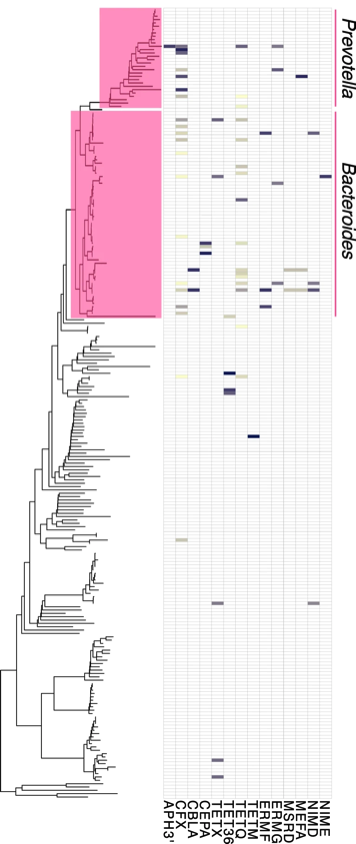 Prevotella
Bacteroides
APH3'
CFX
CBLA
CEPA
TETX
TET36
TETQ
TETM
ERMF
ERMG
MSRD
MEFA
NIMD
NIME